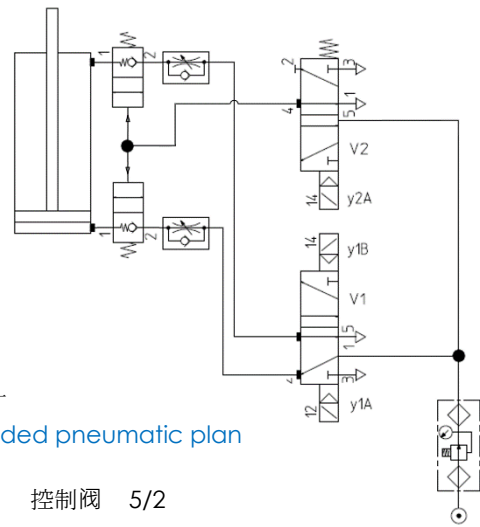 1 2
2 3
4 1
5
V2
14 y2A
1 2
14 y1B
V1
5
1
3
12 y1A
ded pneumatic plan
控制阀 5/2